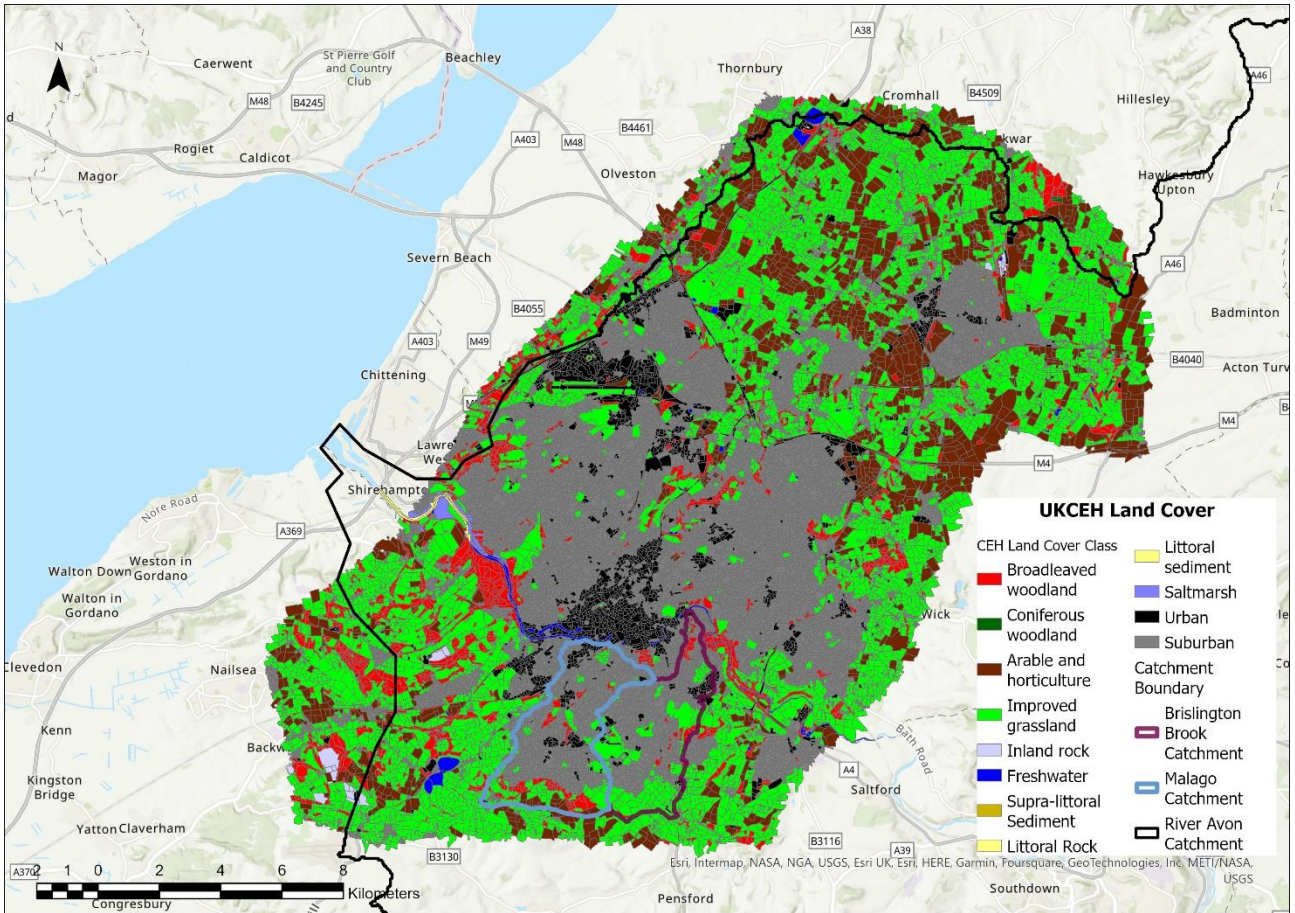 N
Caerwent
St Pierre Golf
and Country
Club
Beachley
A38
Thornbury
Cromhall
B4509
A46
Hillesley
M48
B4245
d
Rogiet
Caldicot
Magor
A403
M48
B4461
Olveston
kwar
Hawkesbury
Upton
Severn Beach
A46
B4055
Badminton
A403
M49
B4040
Chittening
Acton Turv
M4
Lawre
Wes
M4
Shirehampto
Nore Road
A369
Weston in
Gordano
Walton Down
Walton in
Gordano
Wick
Clevedon
Nailsea
Kenn
Backw
Bath Road
Kingston
Bridge
A4
Saltford
Yatton
Claverham
B3130
B3116
A39
A370
Congresbury
Pensford
Southdown
UKCEH Land Cover
CEH Land Cover Class
Broadleaved
woodland
Coniferous
woodland
Arable and
horticulture
Improved
grassland
Inland rock
Freshwater
Supra-littoral
Sediment
Littoral Rock
Littoral
sediment
Saltmarsh
Urban
Suburban
Catchment
Boundary
Brislington
Brook
Catchment
Malago
Catchment
River Avon
Catchment
2 1 0 2 4 6 8
Kilometers
Esri, Intermap, NASA, NGA, USGS, Esri UK, Esri, HERE, Garmin, Foursquare, GeoTechnologies, Inc, METI/NASA,
USGS